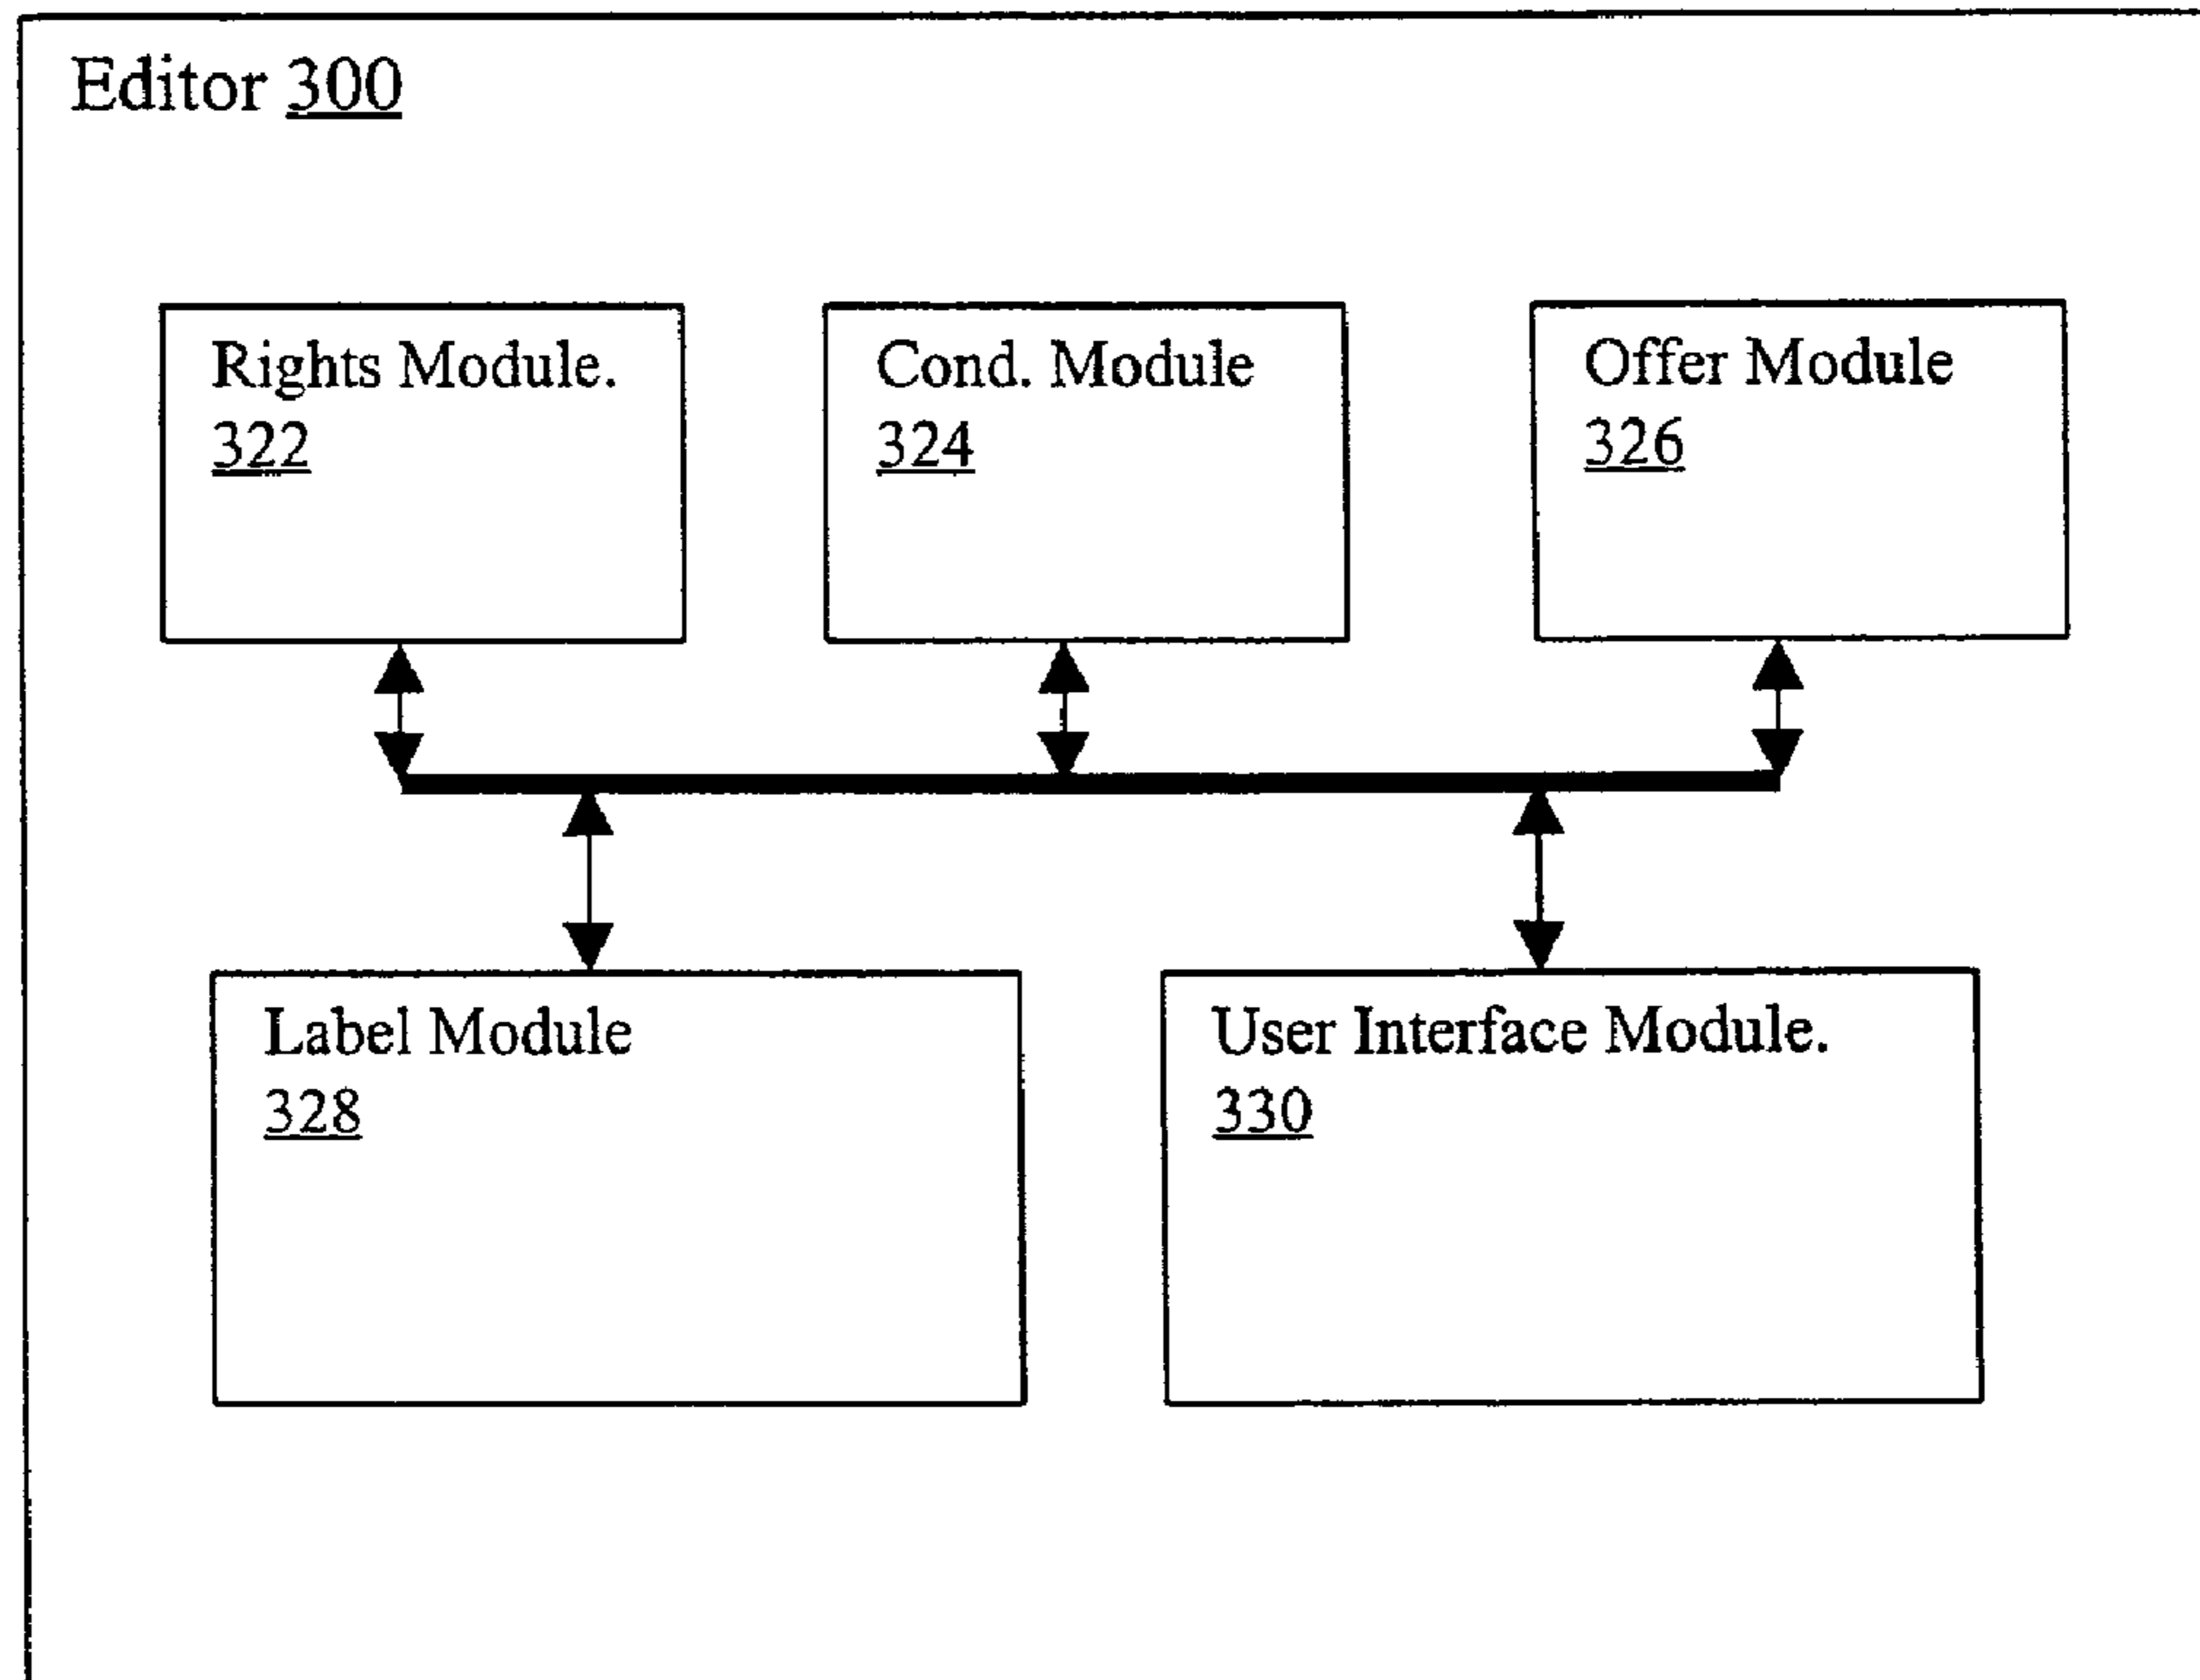 Editor 300
Rights Module.
322
Cond. Module
324
Offer Module
326
Label Module
328
User Interface Module.
330